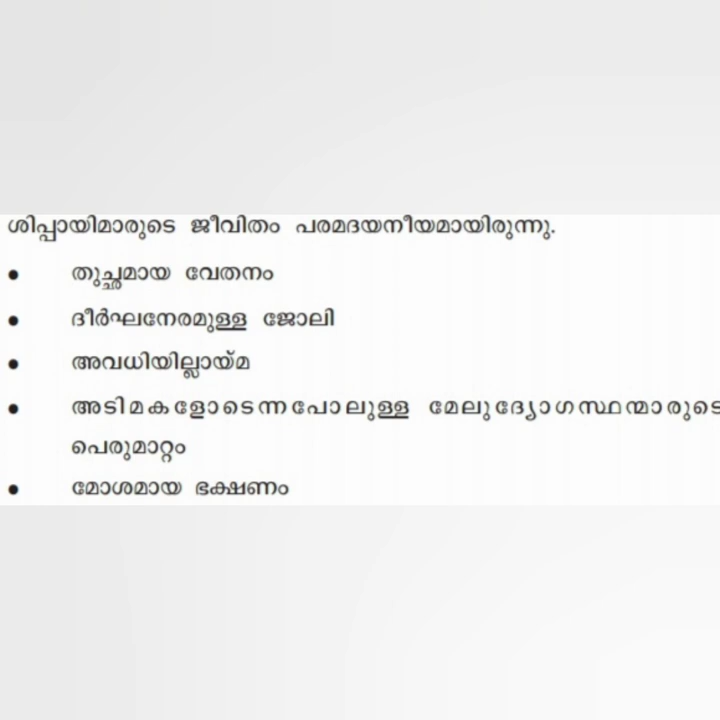 ശിപ്പായിമാരുടെ ജീവിതം പരമദയനീയമായിരുന്നു.
• തുച്ഛമായ വേതനം
• ദീർഘനേരമുള്ള ജോലി
• അവധിയില്ലായ്മ
• അടിമകളോടെന്നപോലുള്ള മേലുദ്യോഗസ്ഥന്മാരുടെ
പെരുമാറ്റം
• മോശമായ ഭക്ഷണം